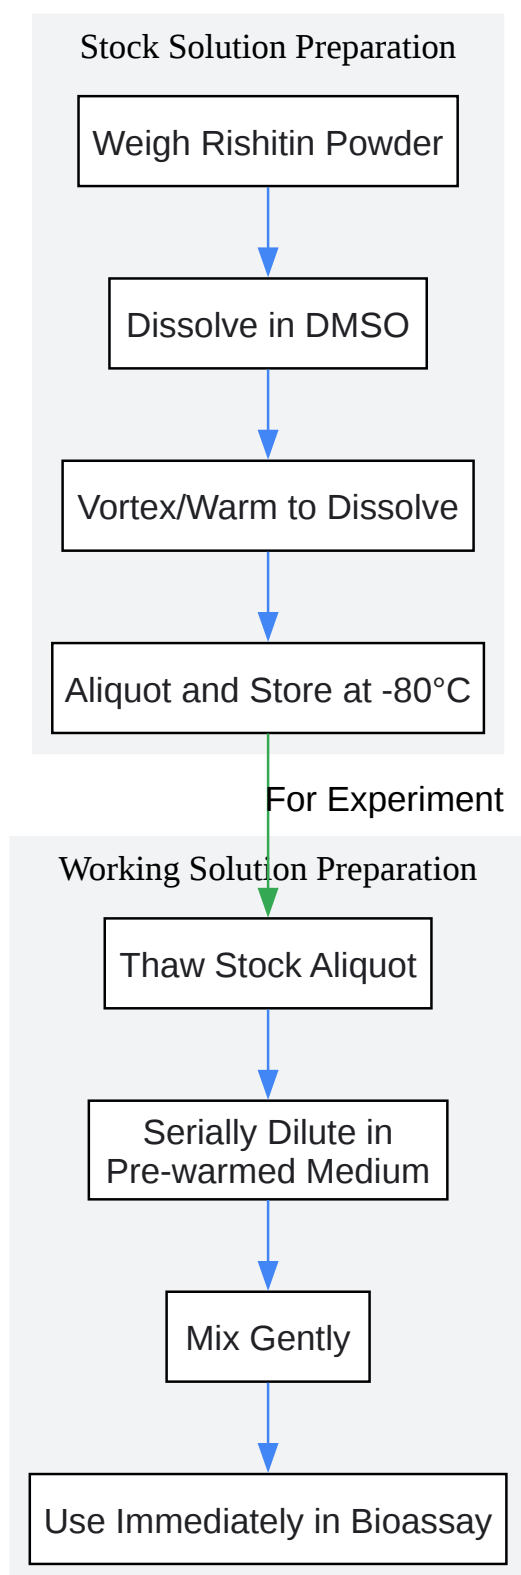 Stock Solution Preparation
Weigh Rishitin Powder
Dissolve in DMSO
Vortex/Warm to Dissolve
Aliquot and Store at -80°C
For Experiment
Working Solution Preparation
Thaw Stock Aliquot
Serially Dilute in
Pre-warmed Medium
Mix Gently
Use Immediately in Bioassay